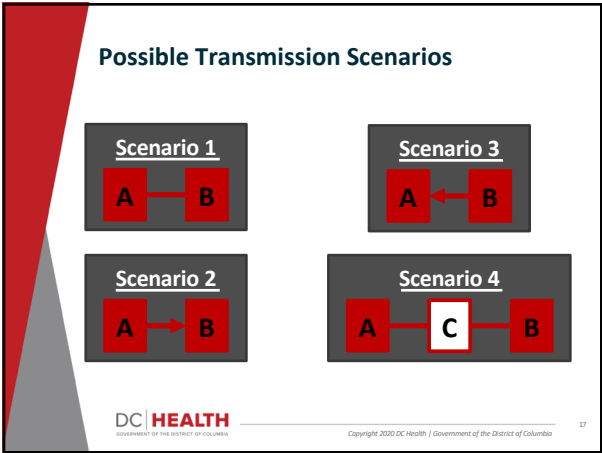 Possible Transmission Scenarios
Scenario 1
A B
Scenario 3
A B
Scenario 2
A B
Scenario 4
A C B
DC HEALTH
GOVERNMENT OF THE DISTRICT OF COLUMBIA
Copyright 2020 DC Health | Government of the District of Columbia
17